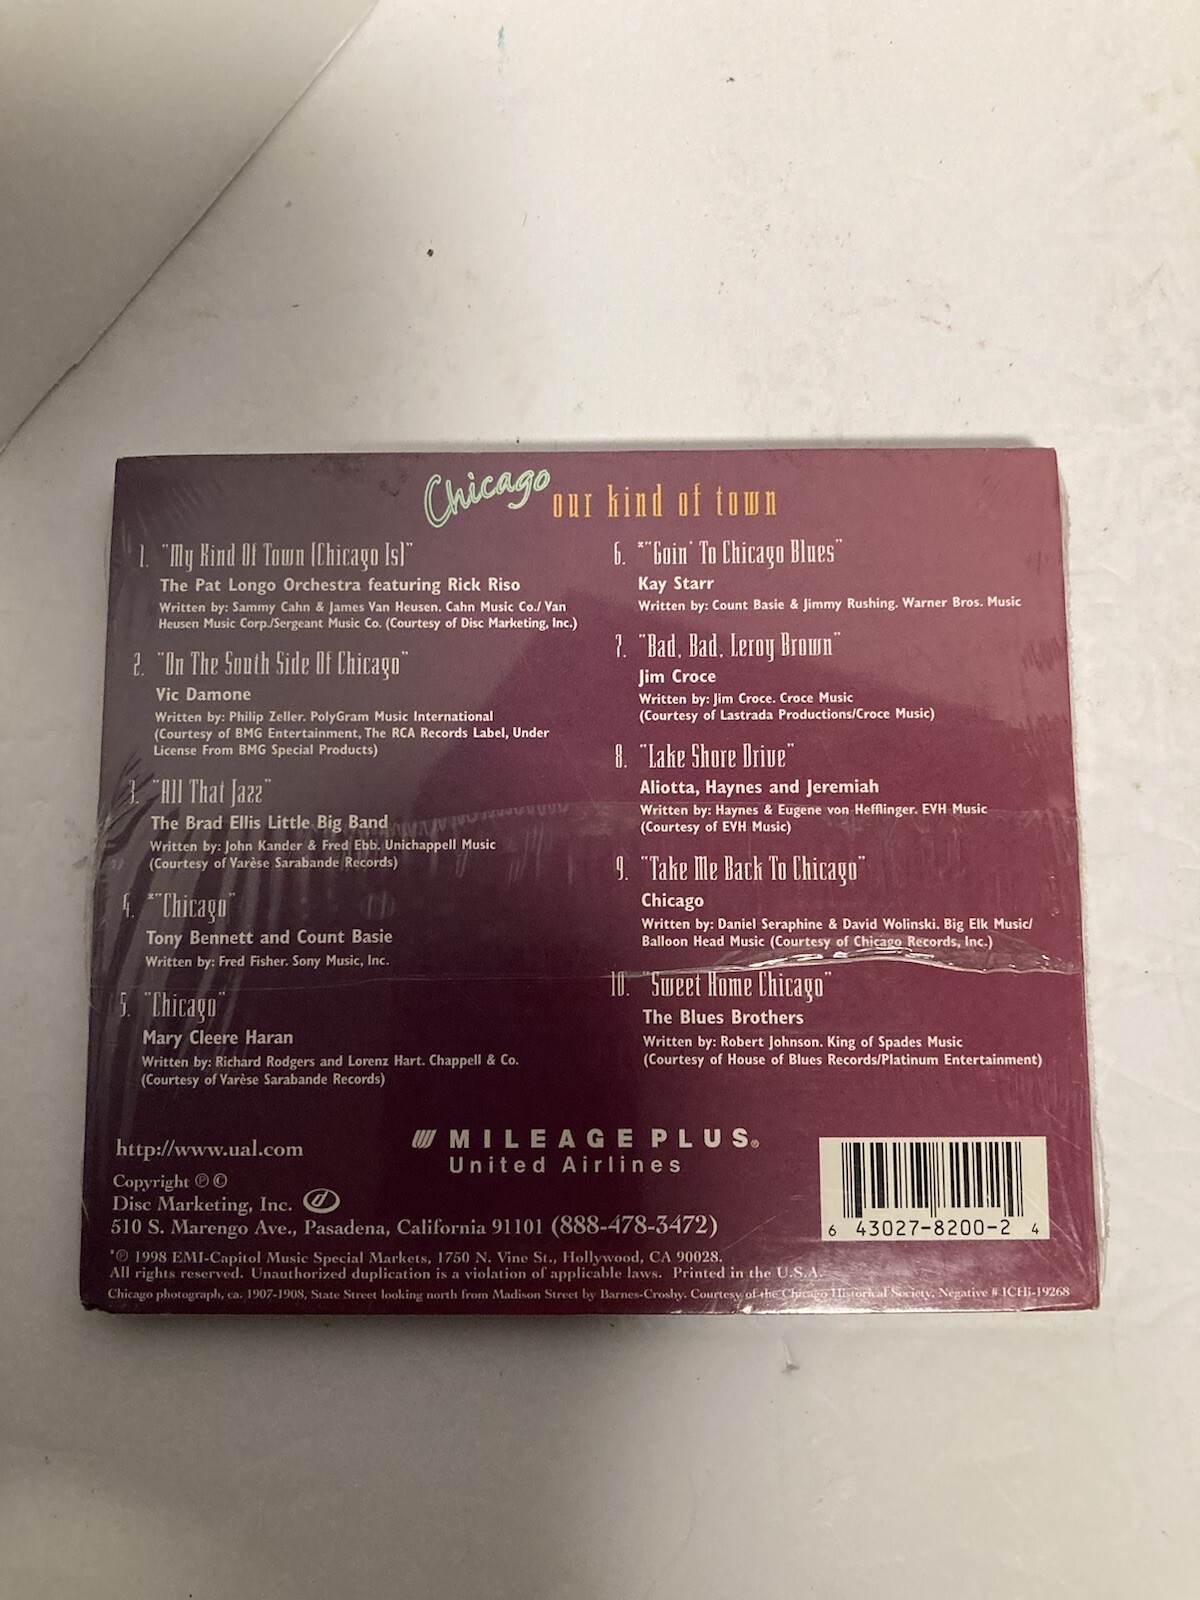 Chicago our kind of town
1. "My Kind Of Town (Chicago Is)"
The Pat Longo Orchestra featuring Rick Riso
Written by: Sammy Cahn & James Van Heusen. Cahn Music Co./ Van
Heusen Music Corp./Sergeant Music Co. (Courtesy of Disc Marketing, Inc.)
2. "On The South Side Of Chicago"
Vic Damone
Written by: Philip Zeller. PolyGram Music International
(Courtesy of BMG Entertainment, The RCA Records Label, Under
License From BMG Special Products)
3. "All That Jazz"
The Brad Ellis Little Big Band
Written by: John Kander & Fred Ebb. Unichappell Music
(Courtesy of Varèse Sarabande Records)
4. *"Chicago"
Tony Bennett and Count Basie
Written by: Fred Fisher. Sony Music, Inc.
5. "Chicago"
Mary Cleere Haran
Written by: Richard Rodgers and Lorenz Hart. Chappell & Co.
(Courtesy of Varèse Sarabande Records)
6. *"Goin' To Chicago Blues"
Kay Starr
Written by: Count Basie & Jimmy Rushing. Warner Bros. Music
7. "Bad, Bad, Leroy Brown"
Jim Croce
Written by: Jim Croce. Croce Music
(Courtesy of Lastrada Productions/Croce Music)
8. "Lake Shore Drive"
Aliotta, Haynes and Jeremiah
Written by: Haynes & Eugene von Hefflinger. EVH Music
(Courtesy of EVH Music)
9. "Take Me Back To Chicago"
Chicago
Written by: Daniel Seraphine & David Wolinski. Big Elk Music/
Balloon Head Music (Courtesy of Chicago Records, Inc.)
10. "Sweet Home Chicago"
The Blues Brothers
Written by: Robert Johnson. King of Spades Music
(Courtesy of House of Blues Records/Platinum Entertainment)
http://www.ual.com
MILEAGE PLUS®
United Airlines
Copyright ℗ ©
Disc Marketing, Inc. d
510 S. Marengo Ave., Pasadena, California 91101 (888-478-3472)
*℗ 1998 EMI-Capitol Music Special Markets, 1750 N. Vine St., Hollywood, CA 90028.
All rights reserved. Unauthorized duplication is a violation of applicable laws. Printed in the U.S.A.
Chicago photograph, ca. 1907-1908, State Street looking north from Madison Street by Barnes-Crosby. Courtesy of the Chicago Historical Society, Negative # ICHi-19268
6 43027-8200-2 4